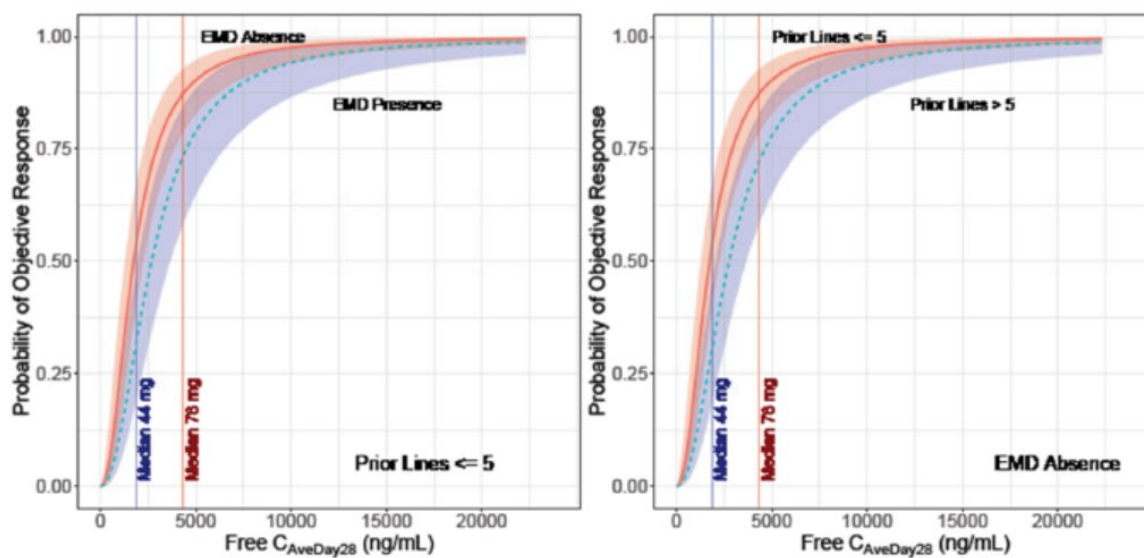 EMD Absence
EMD Presence
Prior Lines <= 5
Median 44 mg
Median 76 mg
Probability of Objective Response
1.00
0.75
0.50
0.25
0.00
0 5000 10000 15000 20000
Free CAveDay28 (ng/mL)
Prior Lines <= 5
Prior Lines > 5
EMD Absence
Median 44 mg
Median 76 mg
Probability of Objective Response
1.00
0.75
0.50
0.25
0.00
0 5000 10000 15000 20000
Free CAveDay28 (ng/mL)